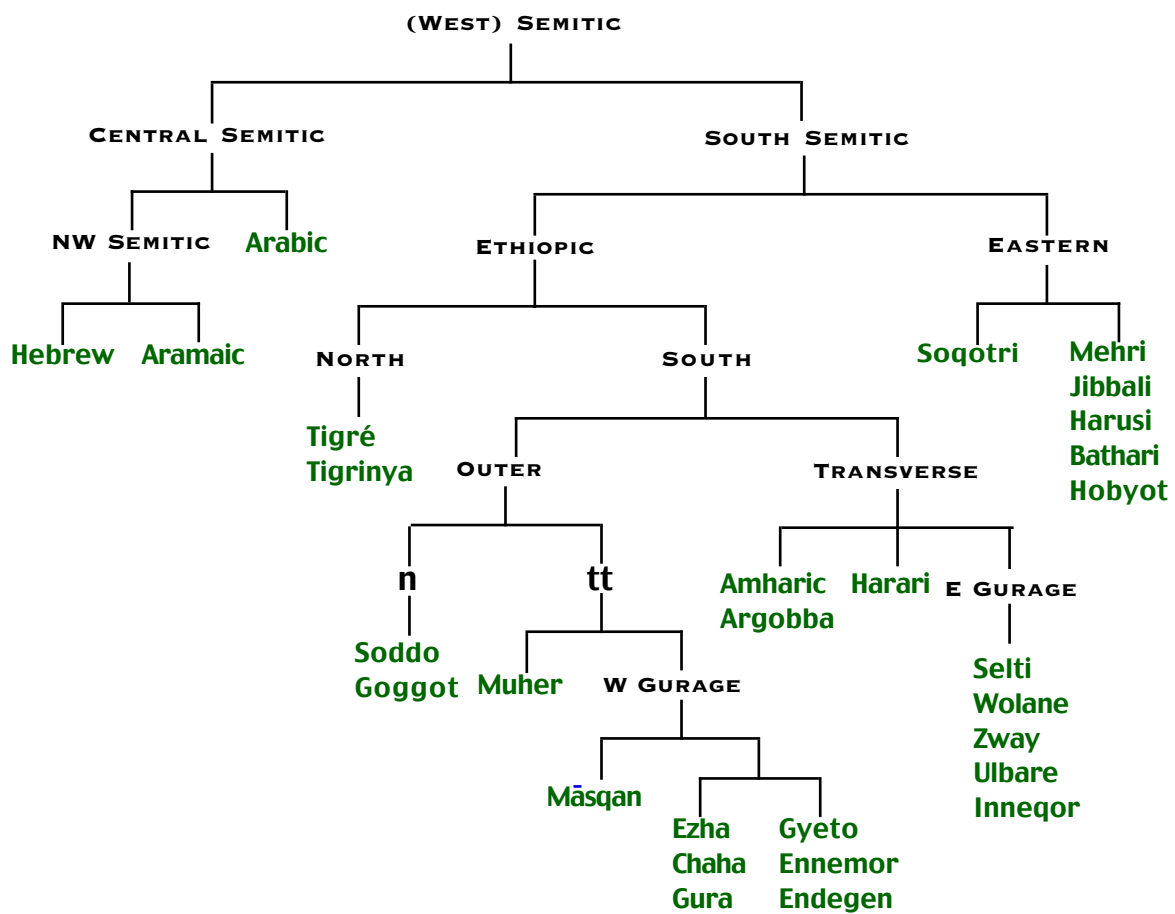 (West) Semitic
Central Semitic
South Semitic
NW Semitic
Arabic
Ethiopic
Eastern
Hebrew
Aramaic
North
South
Soqotri
Mehri
Jibbali
Harusi
Bathari
Hobyot
Tigré
Tigrinya
Outer
Transverse
n
tt
Amharic
Argobba
Harari
E Gurage
Soddo
Goggot
Muher
W Gurage
Selti
Wolane
Zway
Ulbare
Inneqor
Māsqan
Ezha
Chaha
Gura
Gyeto
Ennemor
Endegen